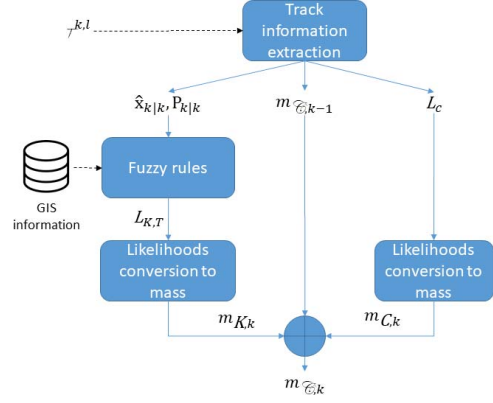 Track
information
extraction
𝒯^{k,l}
x̂_{k|k}, P_{k|k}
m_{𝒞,k−1}
L_c
Fuzzy rules
GIS
information
L_{K,T}
Likelihoods
conversion to
mass
Likelihoods
conversion to
mass
m_{K,k}
m_{C,k}
m_{𝒞,k}